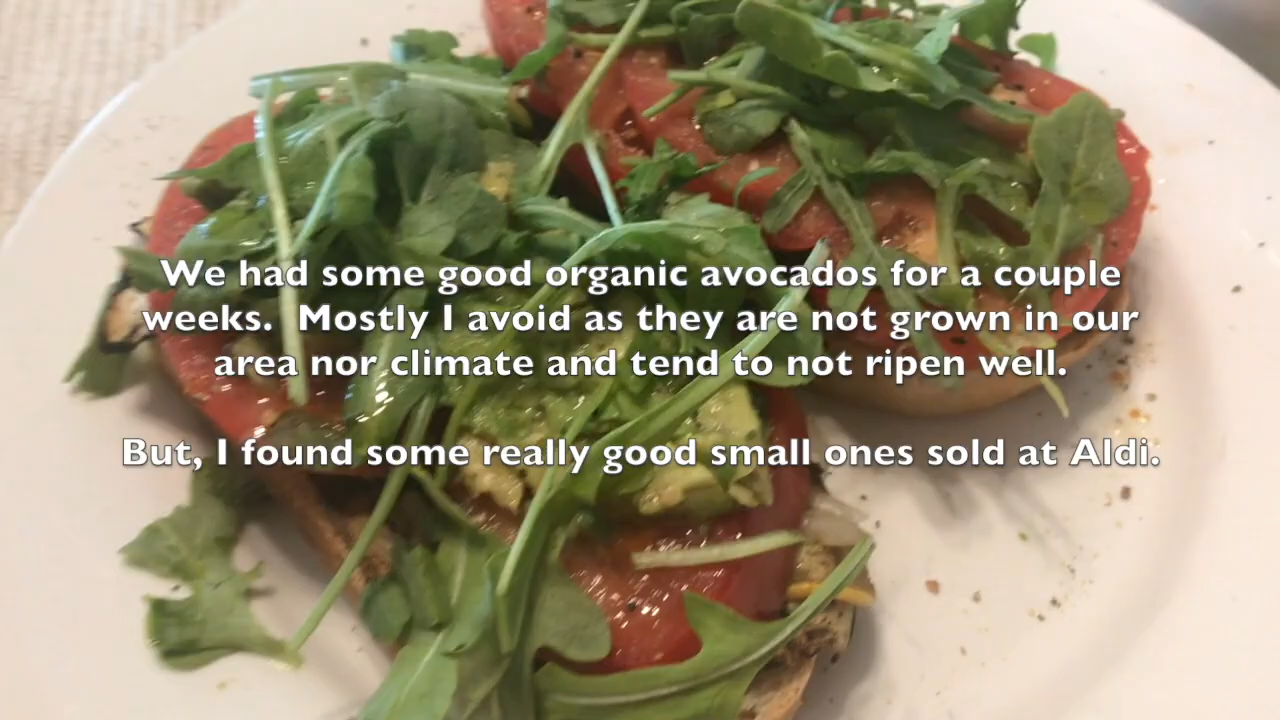 We had some good organic avocados for a couple
weeks.  Mostly I avoid as they are not grown in our
area nor climate and tend to not ripen well.
But, I found some really good small ones sold at Aldi.